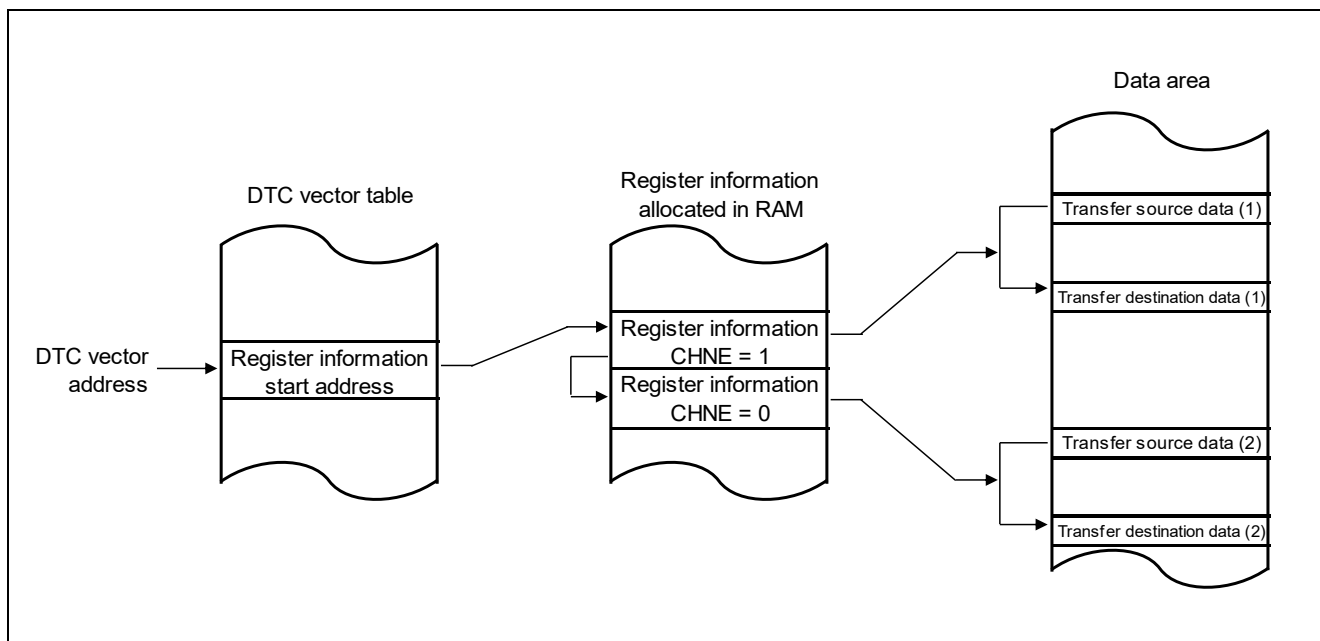 Data area
Transfer source data (1)
Transfer destination data (1)
Transfer source data (2)
Transfer destination data (2)
Register information
allocated in RAM
Register information
CHNE = 1
Register information
CHNE = 0
DTC vector table
Register information
start address
DTC vector
address